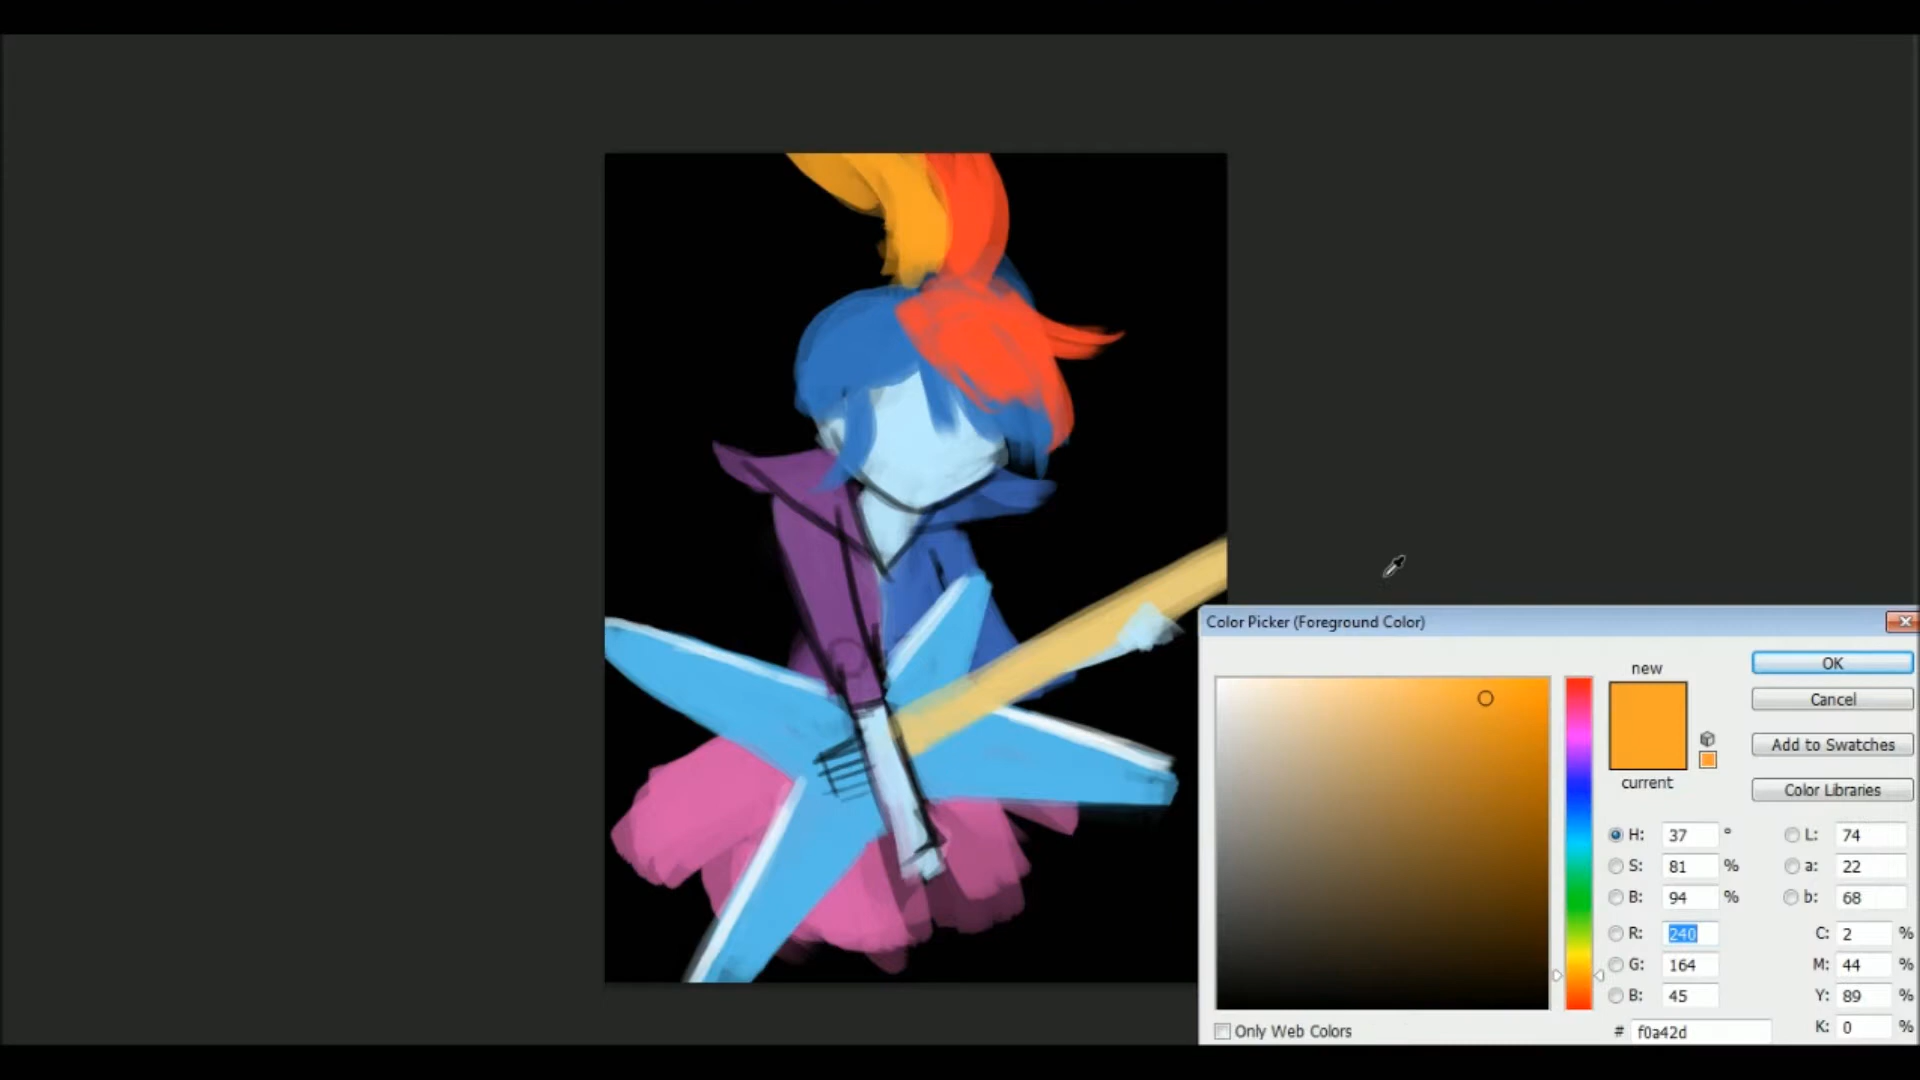 Color Picker (Foreground Color)
new
current
OK
Cancel
Add to Swatches
Color Libraries
H: 37 °
S: 81 %
B: 94 %
R: 240
G: 164
B: 45
# f0a42d
L: 74
a: 22
b: 68
C: 2 %
M: 44 %
Y: 89 %
K: 0 %
Only Web Colors